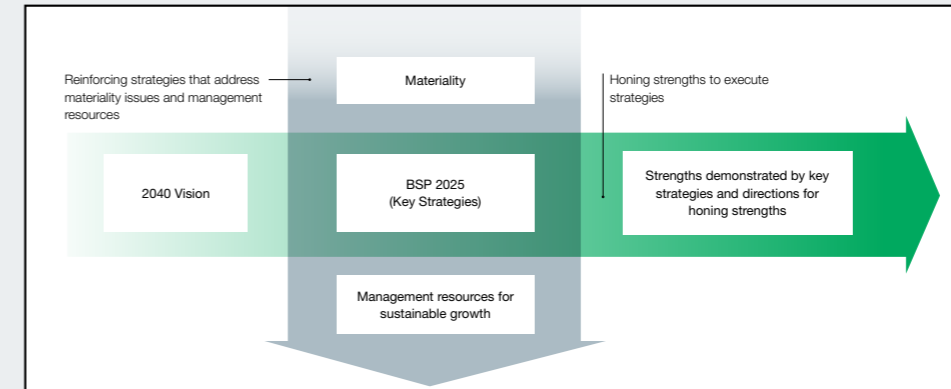 Reinforcing strategies that address
materiality issues and management
resources
Materiality
Honing strengths to execute
strategies
2040 Vision
BSP 2025
(Key Strategies)
Strengths demonstrated by key
strategies and directions for
honing strengths
Management resources for
sustainable growth